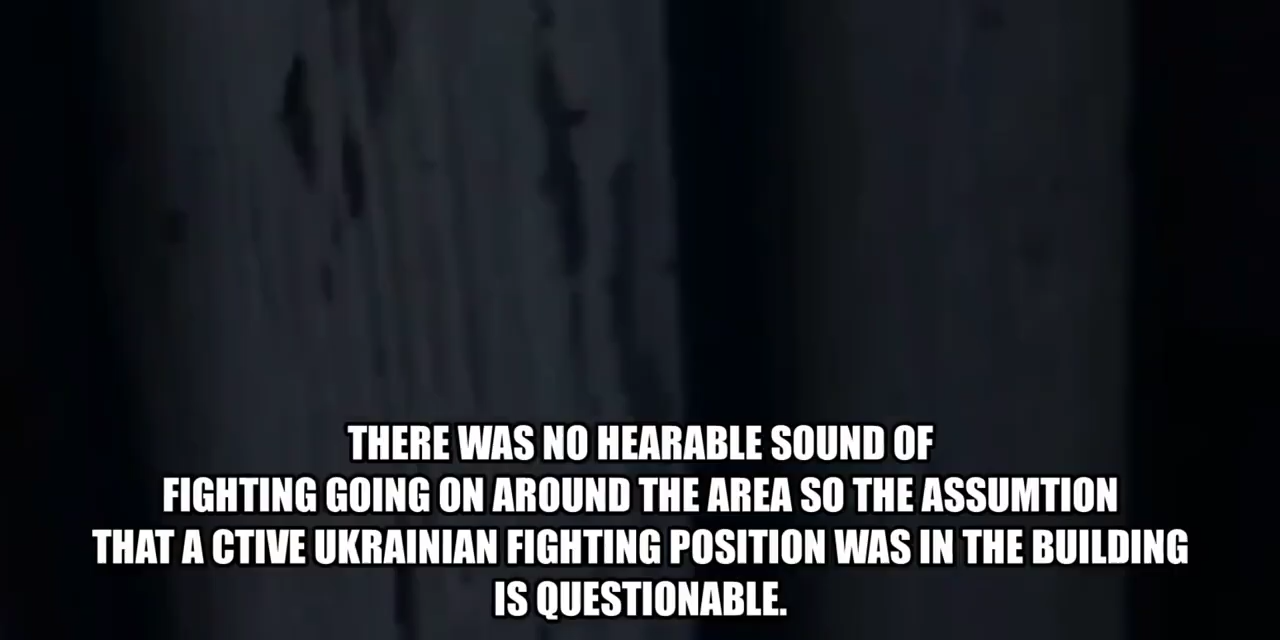 THERE WAS NO HEARABLE SOUND OF
FIGHTING GOING ON AROUND THE AREA SO THE ASSUMTION
THAT A CTIVE UKRAINIAN FIGHTING POSITION WAS IN THE BUILDING
IS QUESTIONABLE.